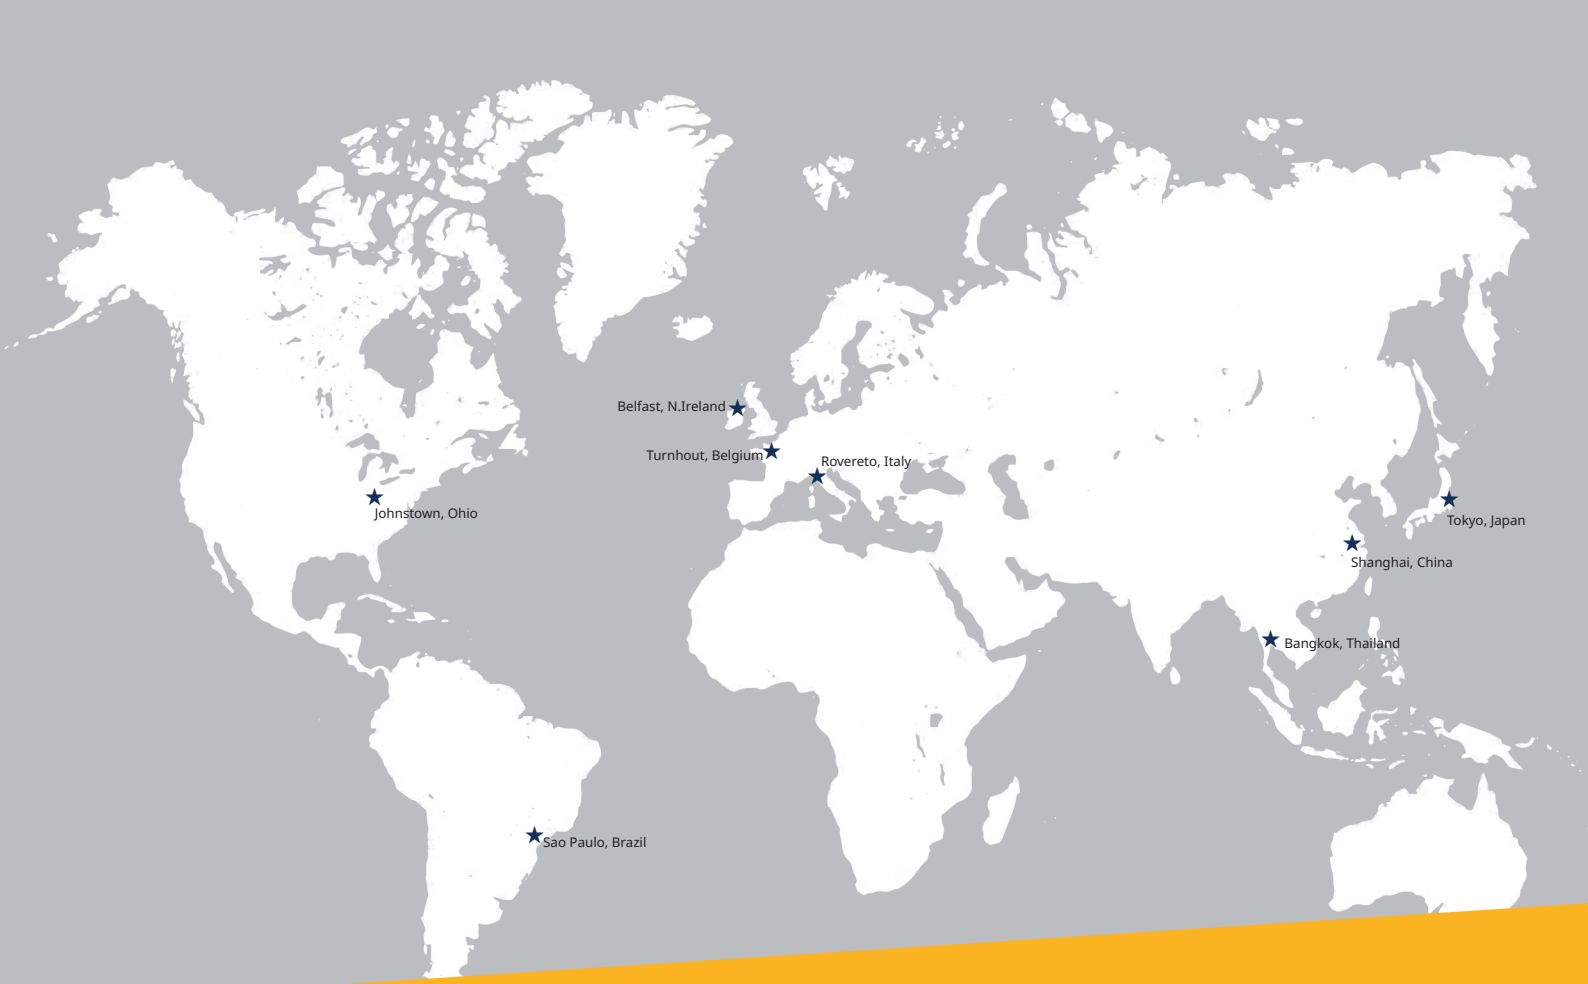 Belfast, N.Ireland
Turnhout, Belgium
Rovereto, Italy
Johnstown, Ohio
Tokyo, Japan
Shanghai, China
Bangkok, Thailand
Sao Paulo, Brazil